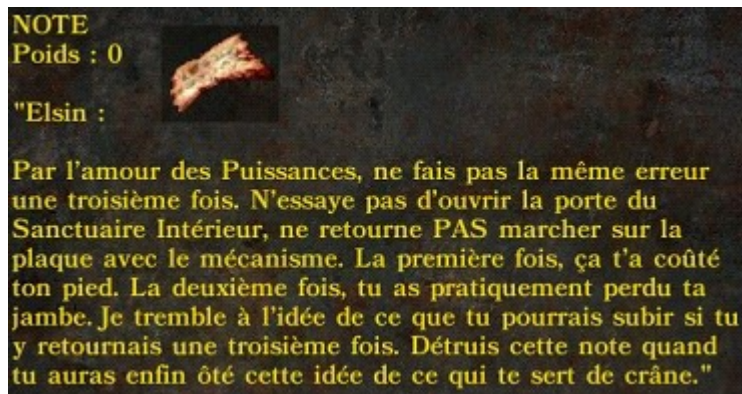 NOTE
Poids : 0
"Elsin :
Par l'amour des Puissances, ne fais pas la même erreur
une troisième fois. N'essaye pas d'ouvrir la porte du
Sanctuaire Intérieur, ne retourne PAS marcher sur la
plaque avec le mécanisme. La première fois, ça t'a coûté
ton pied. La deuxième fois, tu as pratiquement perdu ta
jambe. Je tremble à l'idée de ce que tu pourrais subir si tu
y retournais une troisième fois. Détruis cette note quand
tu auras enfin ôté cette idée de ce qui te sert de crâne."